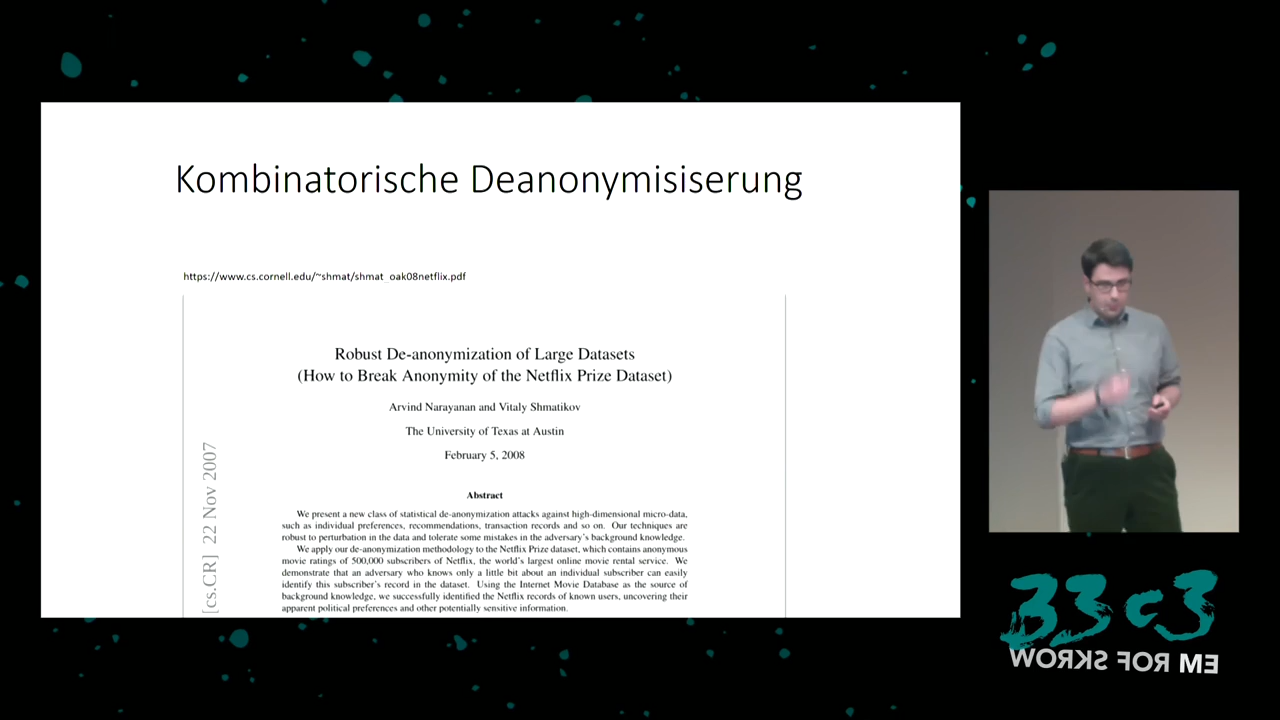 Kombinatorische Deanonymisiserung
https://www.cs.cornell.edu/~shmat/shmat_oak08netflix.pdf
Robust De-anonymization of Large Datasets
(How to Break Anonymity of the Netflix Prize Dataset)
Arvind Narayanan and Vitaly Shmatikov
The University of Texas at Austin
February 5, 2008
[cs.CR] 22 Nov 2007
Abstract
We present a new class of statistical de-anonymization attacks against high-dimensional micro-data,
such as individual preferences, recommendations, transaction records and so on. Our techniques are
robust to perturbation in the data and tolerate some mistakes in the adversary's background knowledge.
We apply our de-anonymization methodology to the Netflix Prize dataset, which contains anonymous
movie ratings of 500,000 subscribers of Netflix, the world's largest online movie rental service. We
demonstrate that an adversary who knows only a little bit about an individual subscriber can easily
identify this subscriber's record in the dataset. Using the Internet Movie Database as the source of
background knowledge, we successfully identified the Netflix records of known users, uncovering their
apparent political preferences and other potentially sensitive information.
33c3
WORKS FOR ME